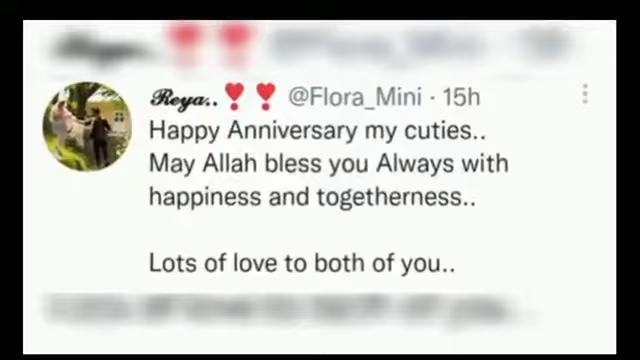 Reya..❣❣ @Flora_Mini · 15h
Happy Anniversary my cuties..
May Allah bless you Always with
happiness and togetherness..
Lots of love to both of you..